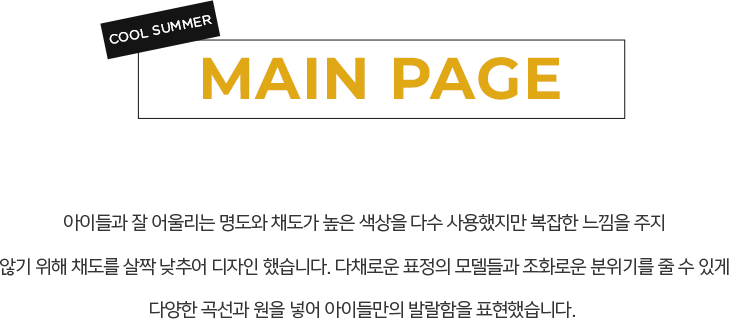 COOL SUMMER
MAIN PAGE
아이들과 잘 어울리는 명도와 채도가 높은 색상을 다수 사용했지만 복잡한 느낌을 주지
않기 위해 채도를 살짝 낮추어 디자인 했습니다. 다채로운 표정의 모델들과 조화로운 분위기를 줄 수 있게
다양한 곡선과 원을 넣어 아이들만의 발랄함을 표현했습니다.